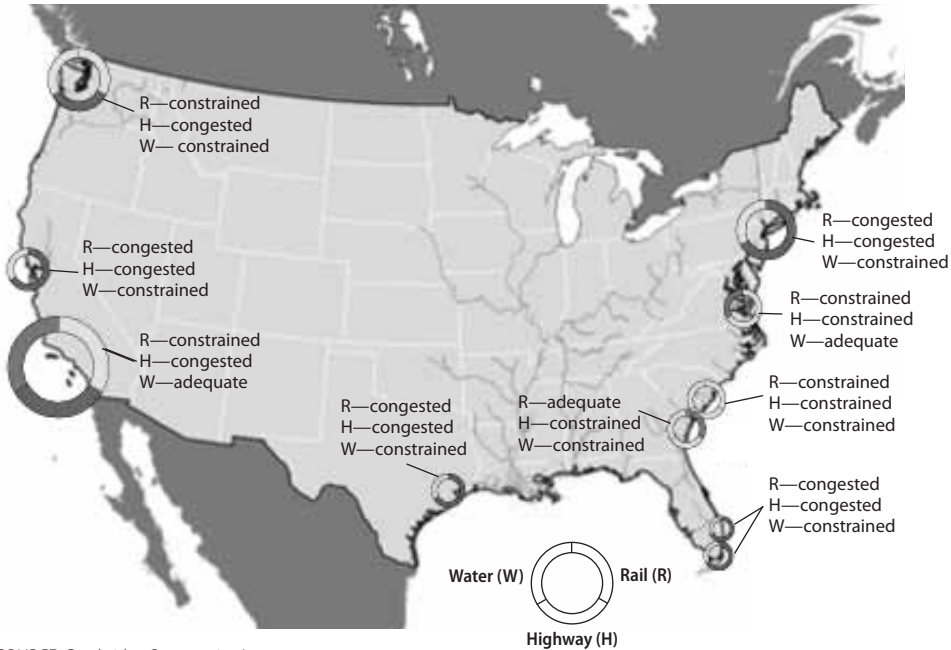 R—constrained
H—congested
W— constrained
R—congested
H—congested
W—constrained
R—constrained
H—congested
W—adequate
R—congested
H—congested
W—constrained
R—adequate
H—constrained
W—constrained
R—congested
H—congested
W—constrained
R—constrained
H—constrained
W—adequate
R—constrained
H—constrained
W—constrained
R—congested
H—congested
W—constrained
Water (W)
Rail (R)
Highway (H)